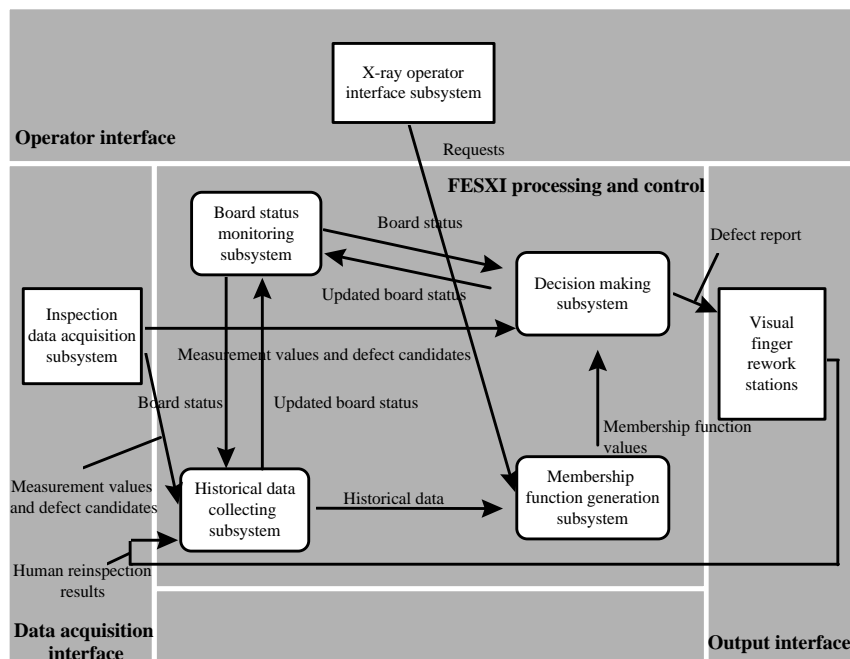 X-ray operator
interface subsystem
Operator interface
Requests
FESXI processing and control
Board status
monitoring
subsystem
Board status
Defect report
Updated board status
Decision making
subsystem
Inspection
data acquisition
subsystem
Visual
finger
rework
stations
Measurement values and defect candidates
Board status
Updated board status
Membership function
values
Measurement values
and defect candidates
Historical data
collecting
subsystem
Historical data
Membership
function generation
subsystem
Human reinspection
results
Data acquisition
interface
Output interface